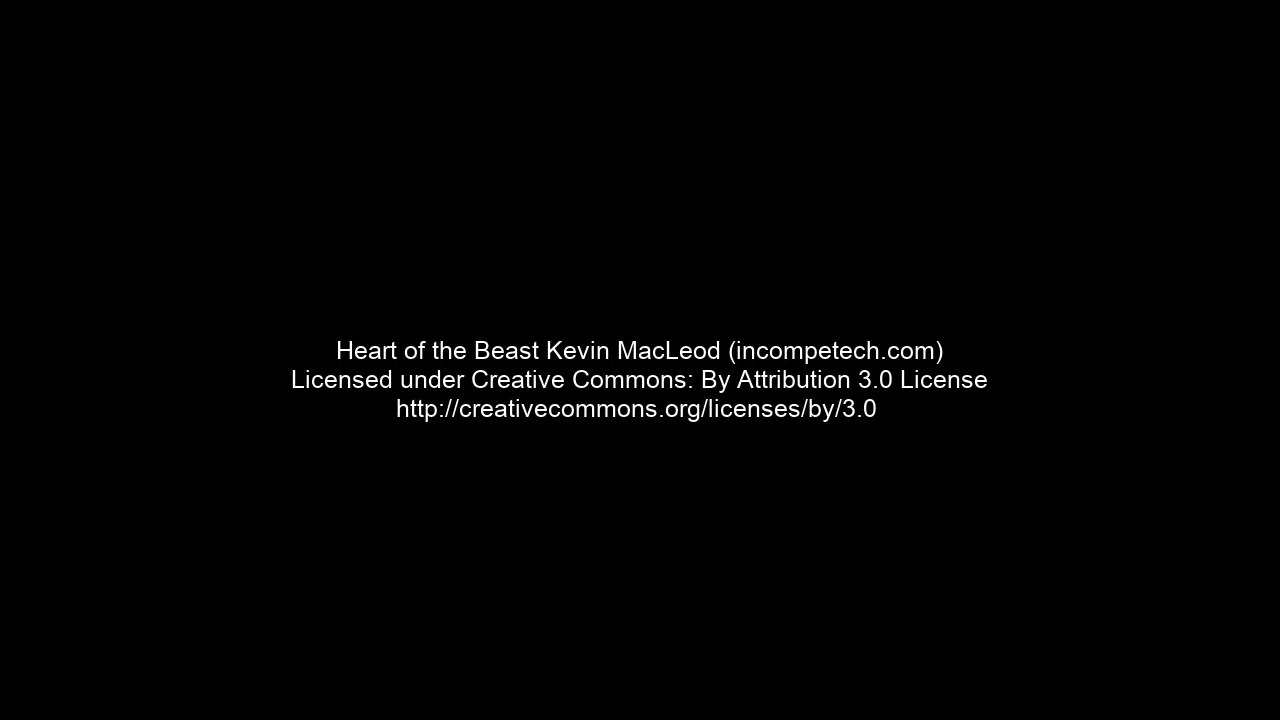 Heart of the Beast Kevin MacLeod (incompetech.com)
Licensed under Creative Commons: By Attribution 3.0 License
http://creativecommons.org/licenses/by/3.0